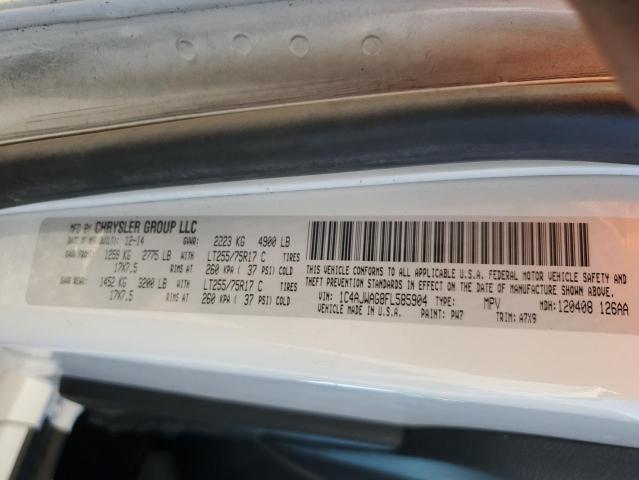 MFD BY CHRYSLER GROUP LLC
DATE OF MFR (BUILT): 12-14 GVWR: 2223 KG 4900 LB
GAWR FRONT: 1259 KG 2775 LB WITH LT255/75R17 C TIRES
17X7.5 RIMS AT 260 KPA ( 37 PSI) COLD
GAWR REAR: 1452 KG 3200 LB WITH LT255/75R17 C TIRES
17X7.5 RIMS AT 260 KPA ( 37 PSI) COLD
THIS VEHICLE CONFORMS TO ALL APPLICABLE U.S.A. FEDERAL MOTOR VEHICLE SAFETY AND
THEFT PREVENTION STANDARDS IN EFFECT ON THE DATE OF MANUFACTURE SHOWN ABOVE.
VIN: 1C4AJWAG8FL585904 TYPE: MPV MDH: 120408 126AA
VEHICLE MADE IN U.S.A. PAINT: PW7 TRIM: A7X9